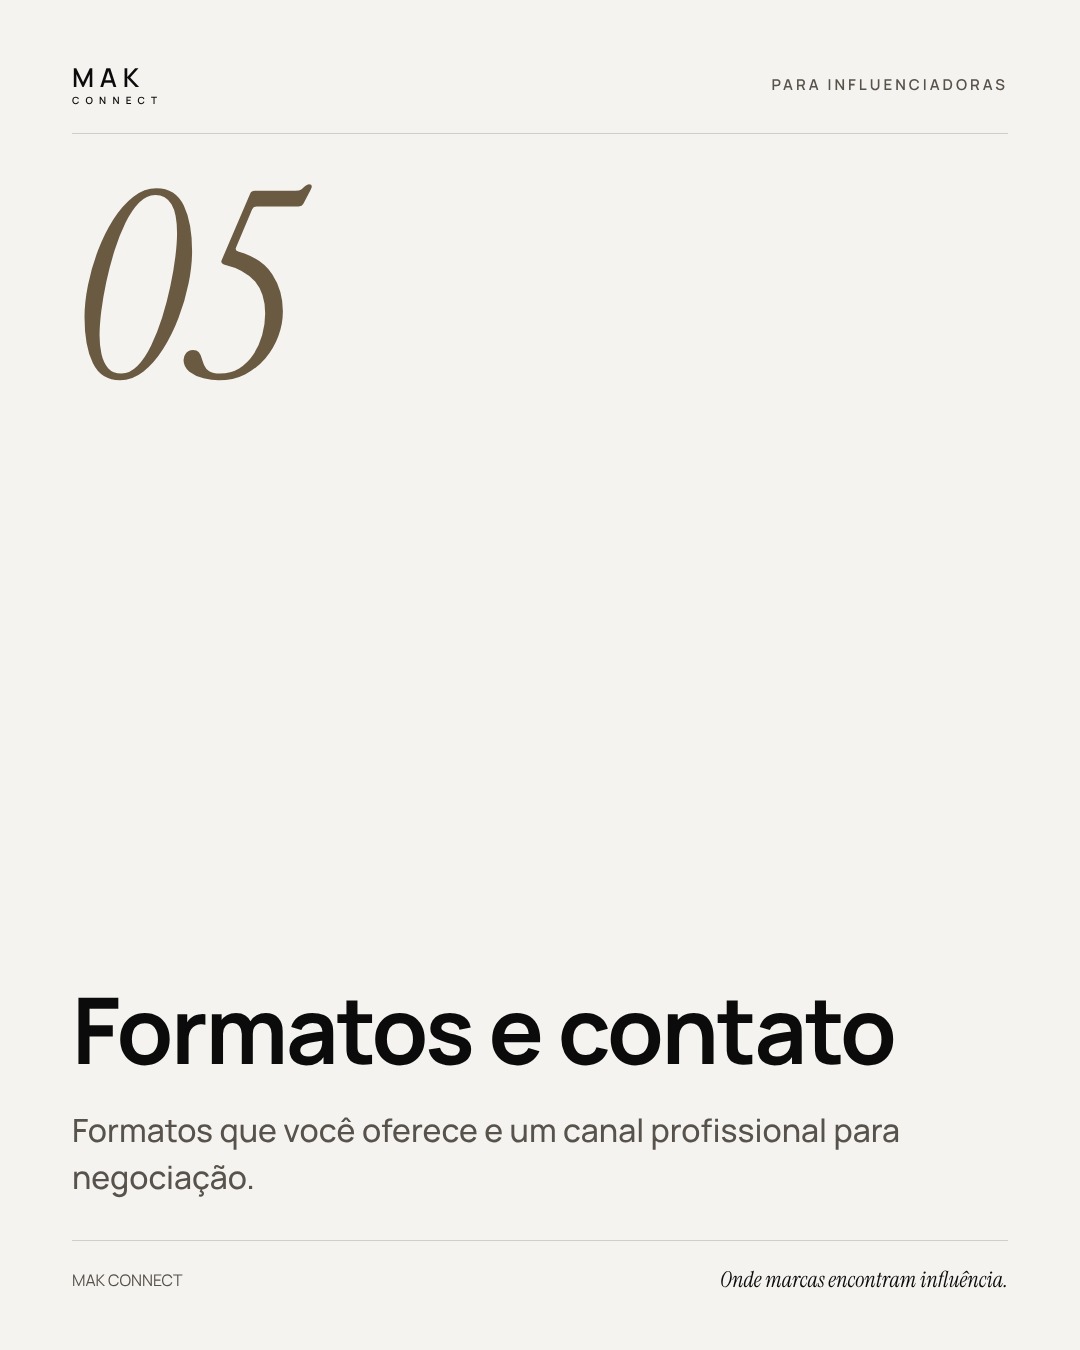 MAK
CONNECT
PARA INFLUENCIADORAS
05
Formatos e contato
Formatos que você oferece e um canal profissional para
negociação.
MAK CONNECT
Onde marcas encontram influência.